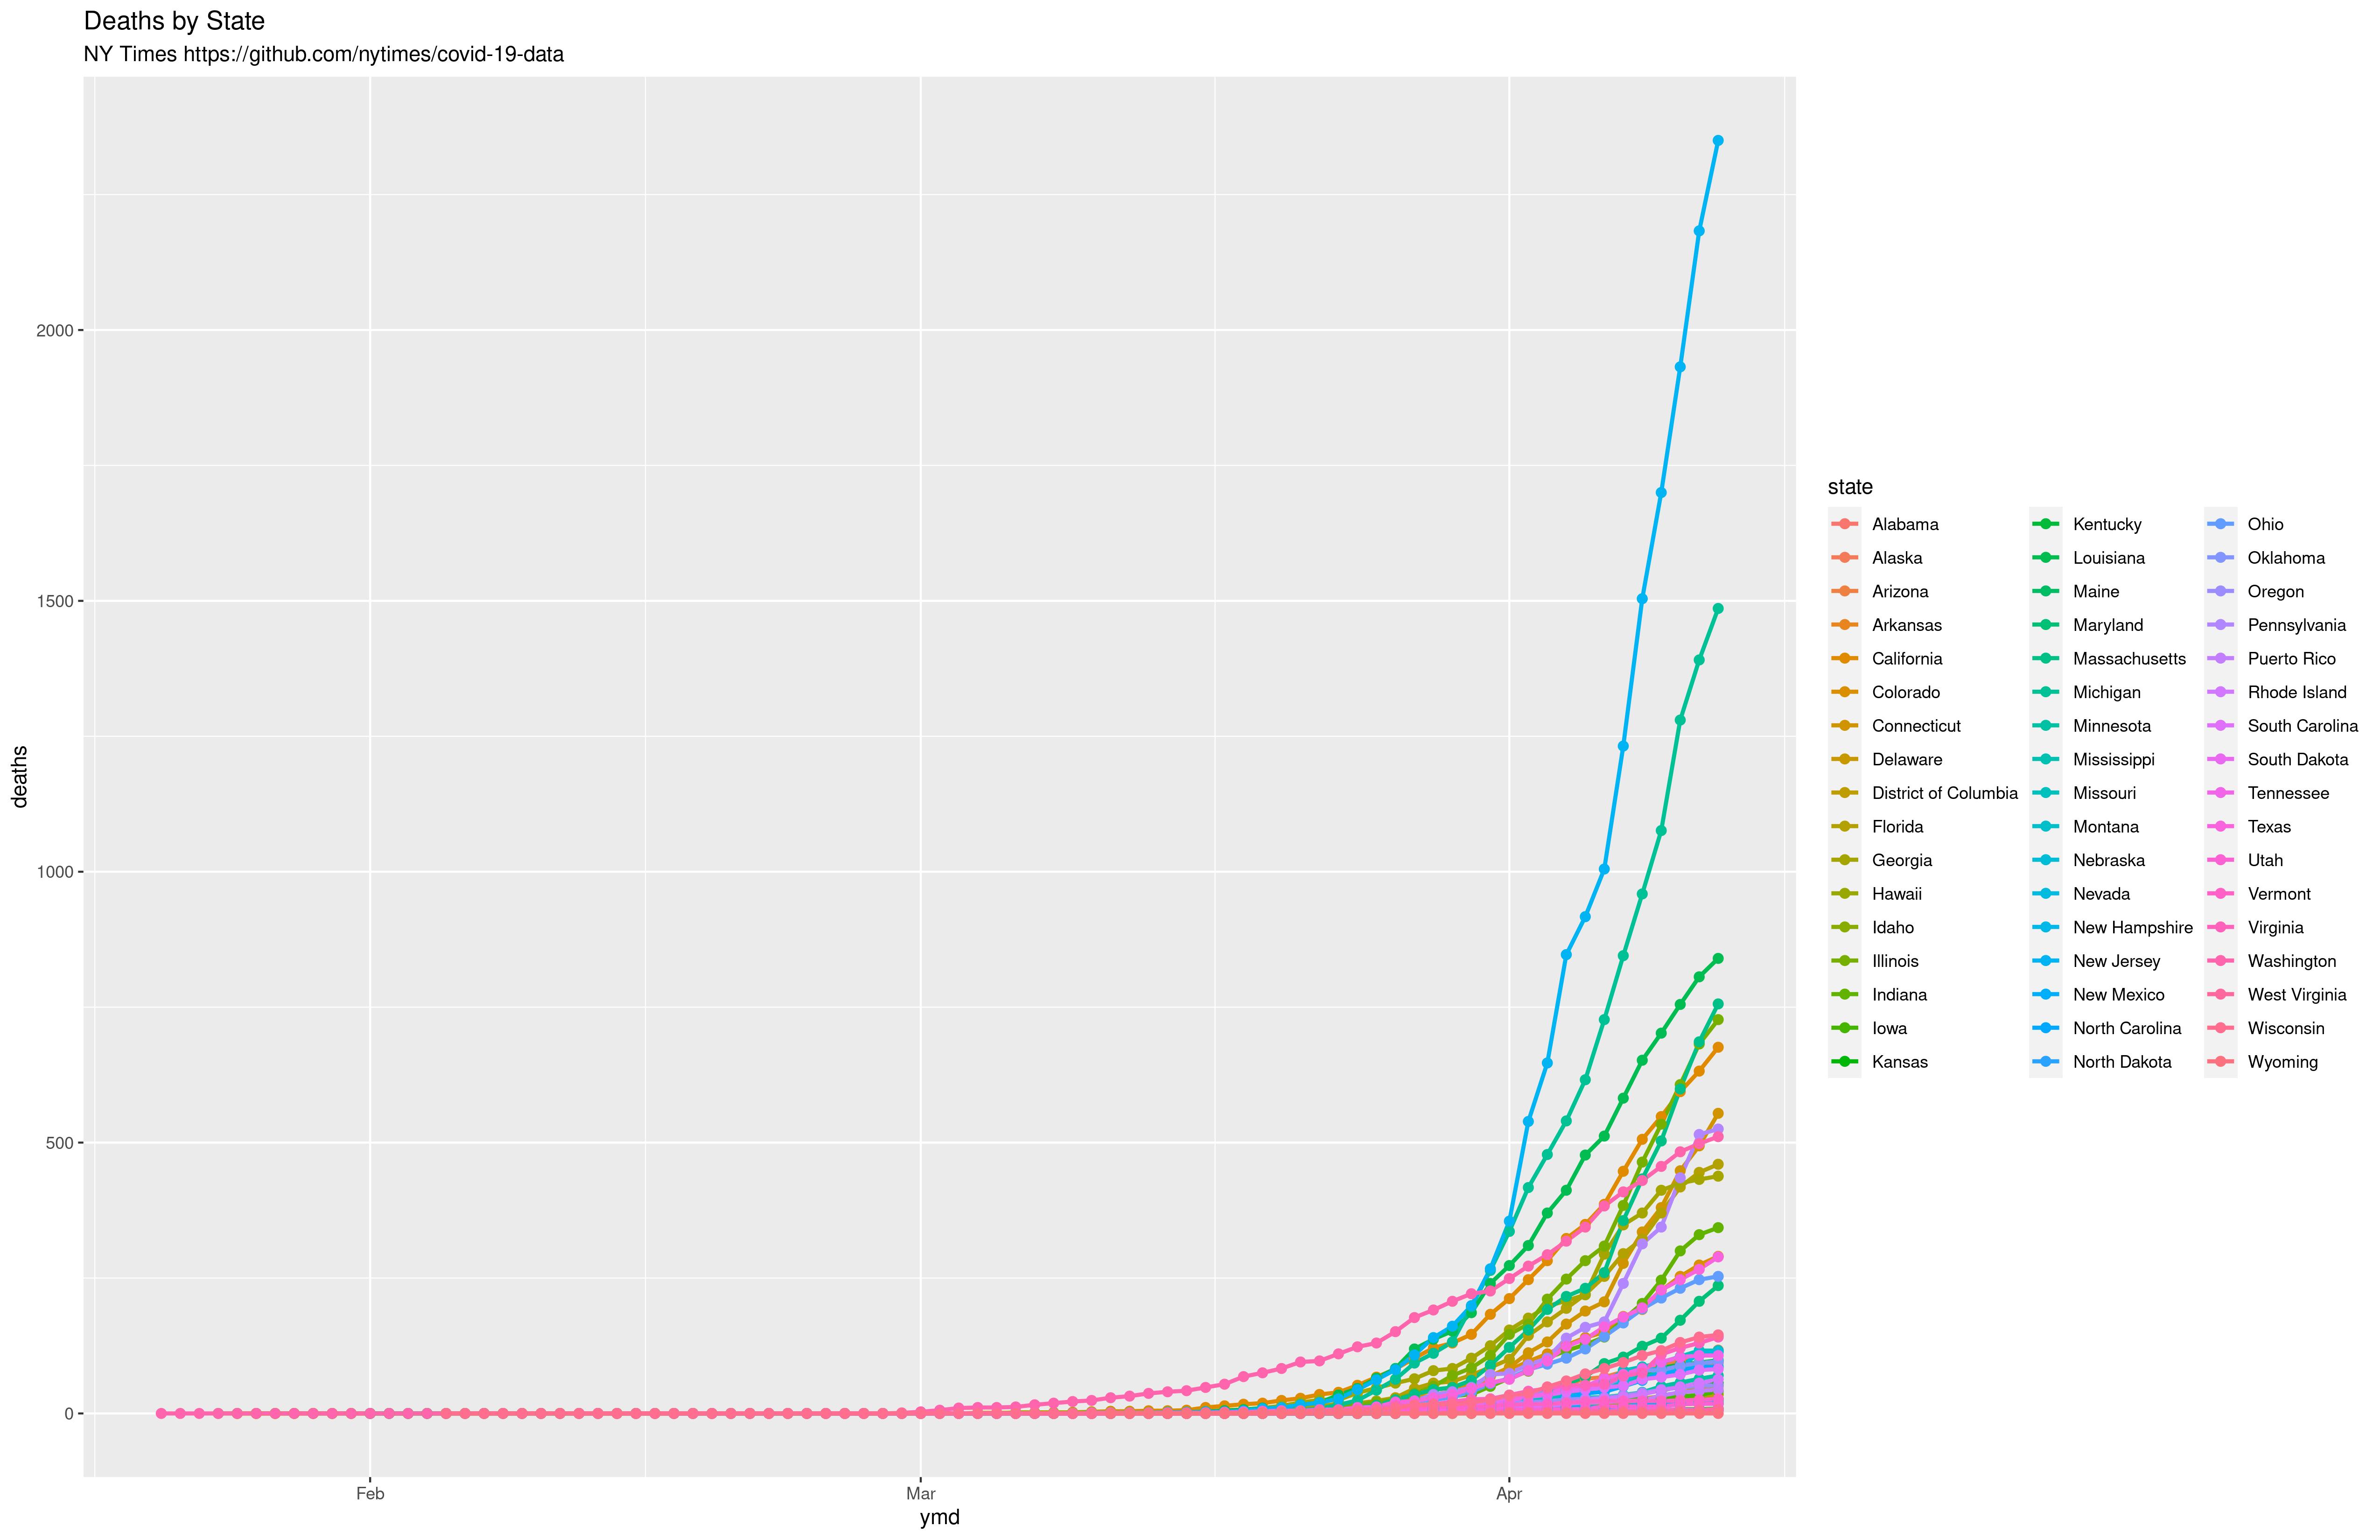 Deaths by State
NY Times https://github.com/nytimes/covid-19-data
deaths
2000
1500
1000
500
0
Feb
Mar
Apr
ymd
state
Alabama
Alaska
Arizona
Arkansas
California
Colorado
Connecticut
Delaware
District of Columbia
Florida
Georgia
Hawaii
Idaho
Illinois
Indiana
Iowa
Kansas
Kentucky
Louisiana
Maine
Maryland
Massachusetts
Michigan
Minnesota
Mississippi
Missouri
Montana
Nebraska
Nevada
New Hampshire
New Jersey
New Mexico
North Carolina
North Dakota
Ohio
Oklahoma
Oregon
Pennsylvania
Puerto Rico
Rhode Island
South Carolina
South Dakota
Tennessee
Texas
Utah
Vermont
Virginia
Washington
West Virginia
Wisconsin
Wyoming